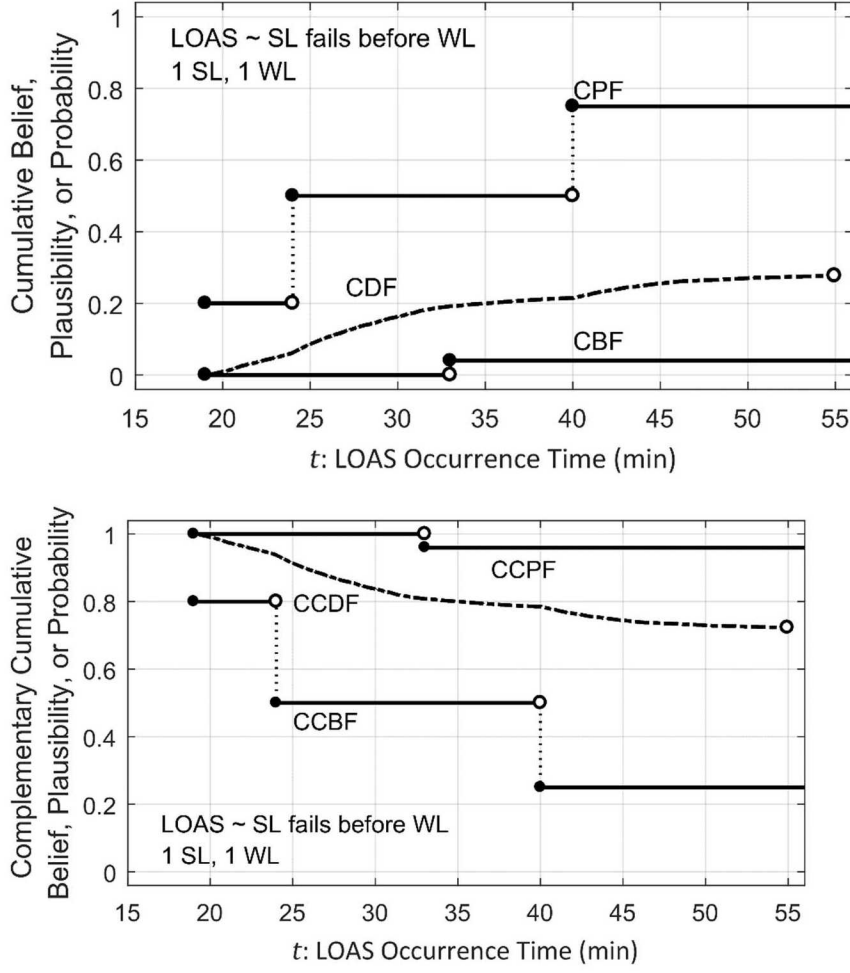 Cumulative Belief,
Plausibility, or Probability
1
0.8
0.6
0.4
0.2
0
LOAS ~ SL fails before WL
1 SL, 1 WL
CPF
CDF
CBF
15 20 25 30 35 40 45 50 55
t: LOAS Occurrence Time (min)
Complementary Cumulative
Belief, Plausibility, or Probability
1
0.8
0.6
0.4
0.2
0
CCPF
CCDF
CCBF
LOAS ~ SL fails before WL
1 SL, 1 WL
15 20 25 30 35 40 45 50 55
t: LOAS Occurrence Time (min)